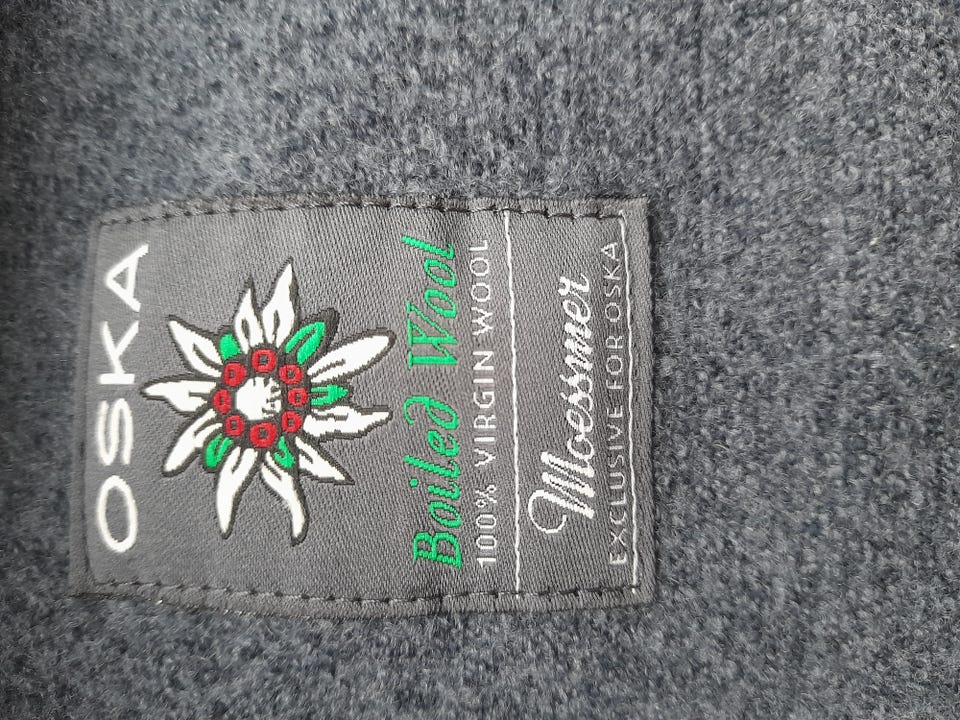 OSKA
Boiled Wool
100% VIRGIN WOOL
Moessmer
EXCLUSIVE FOR OSKA